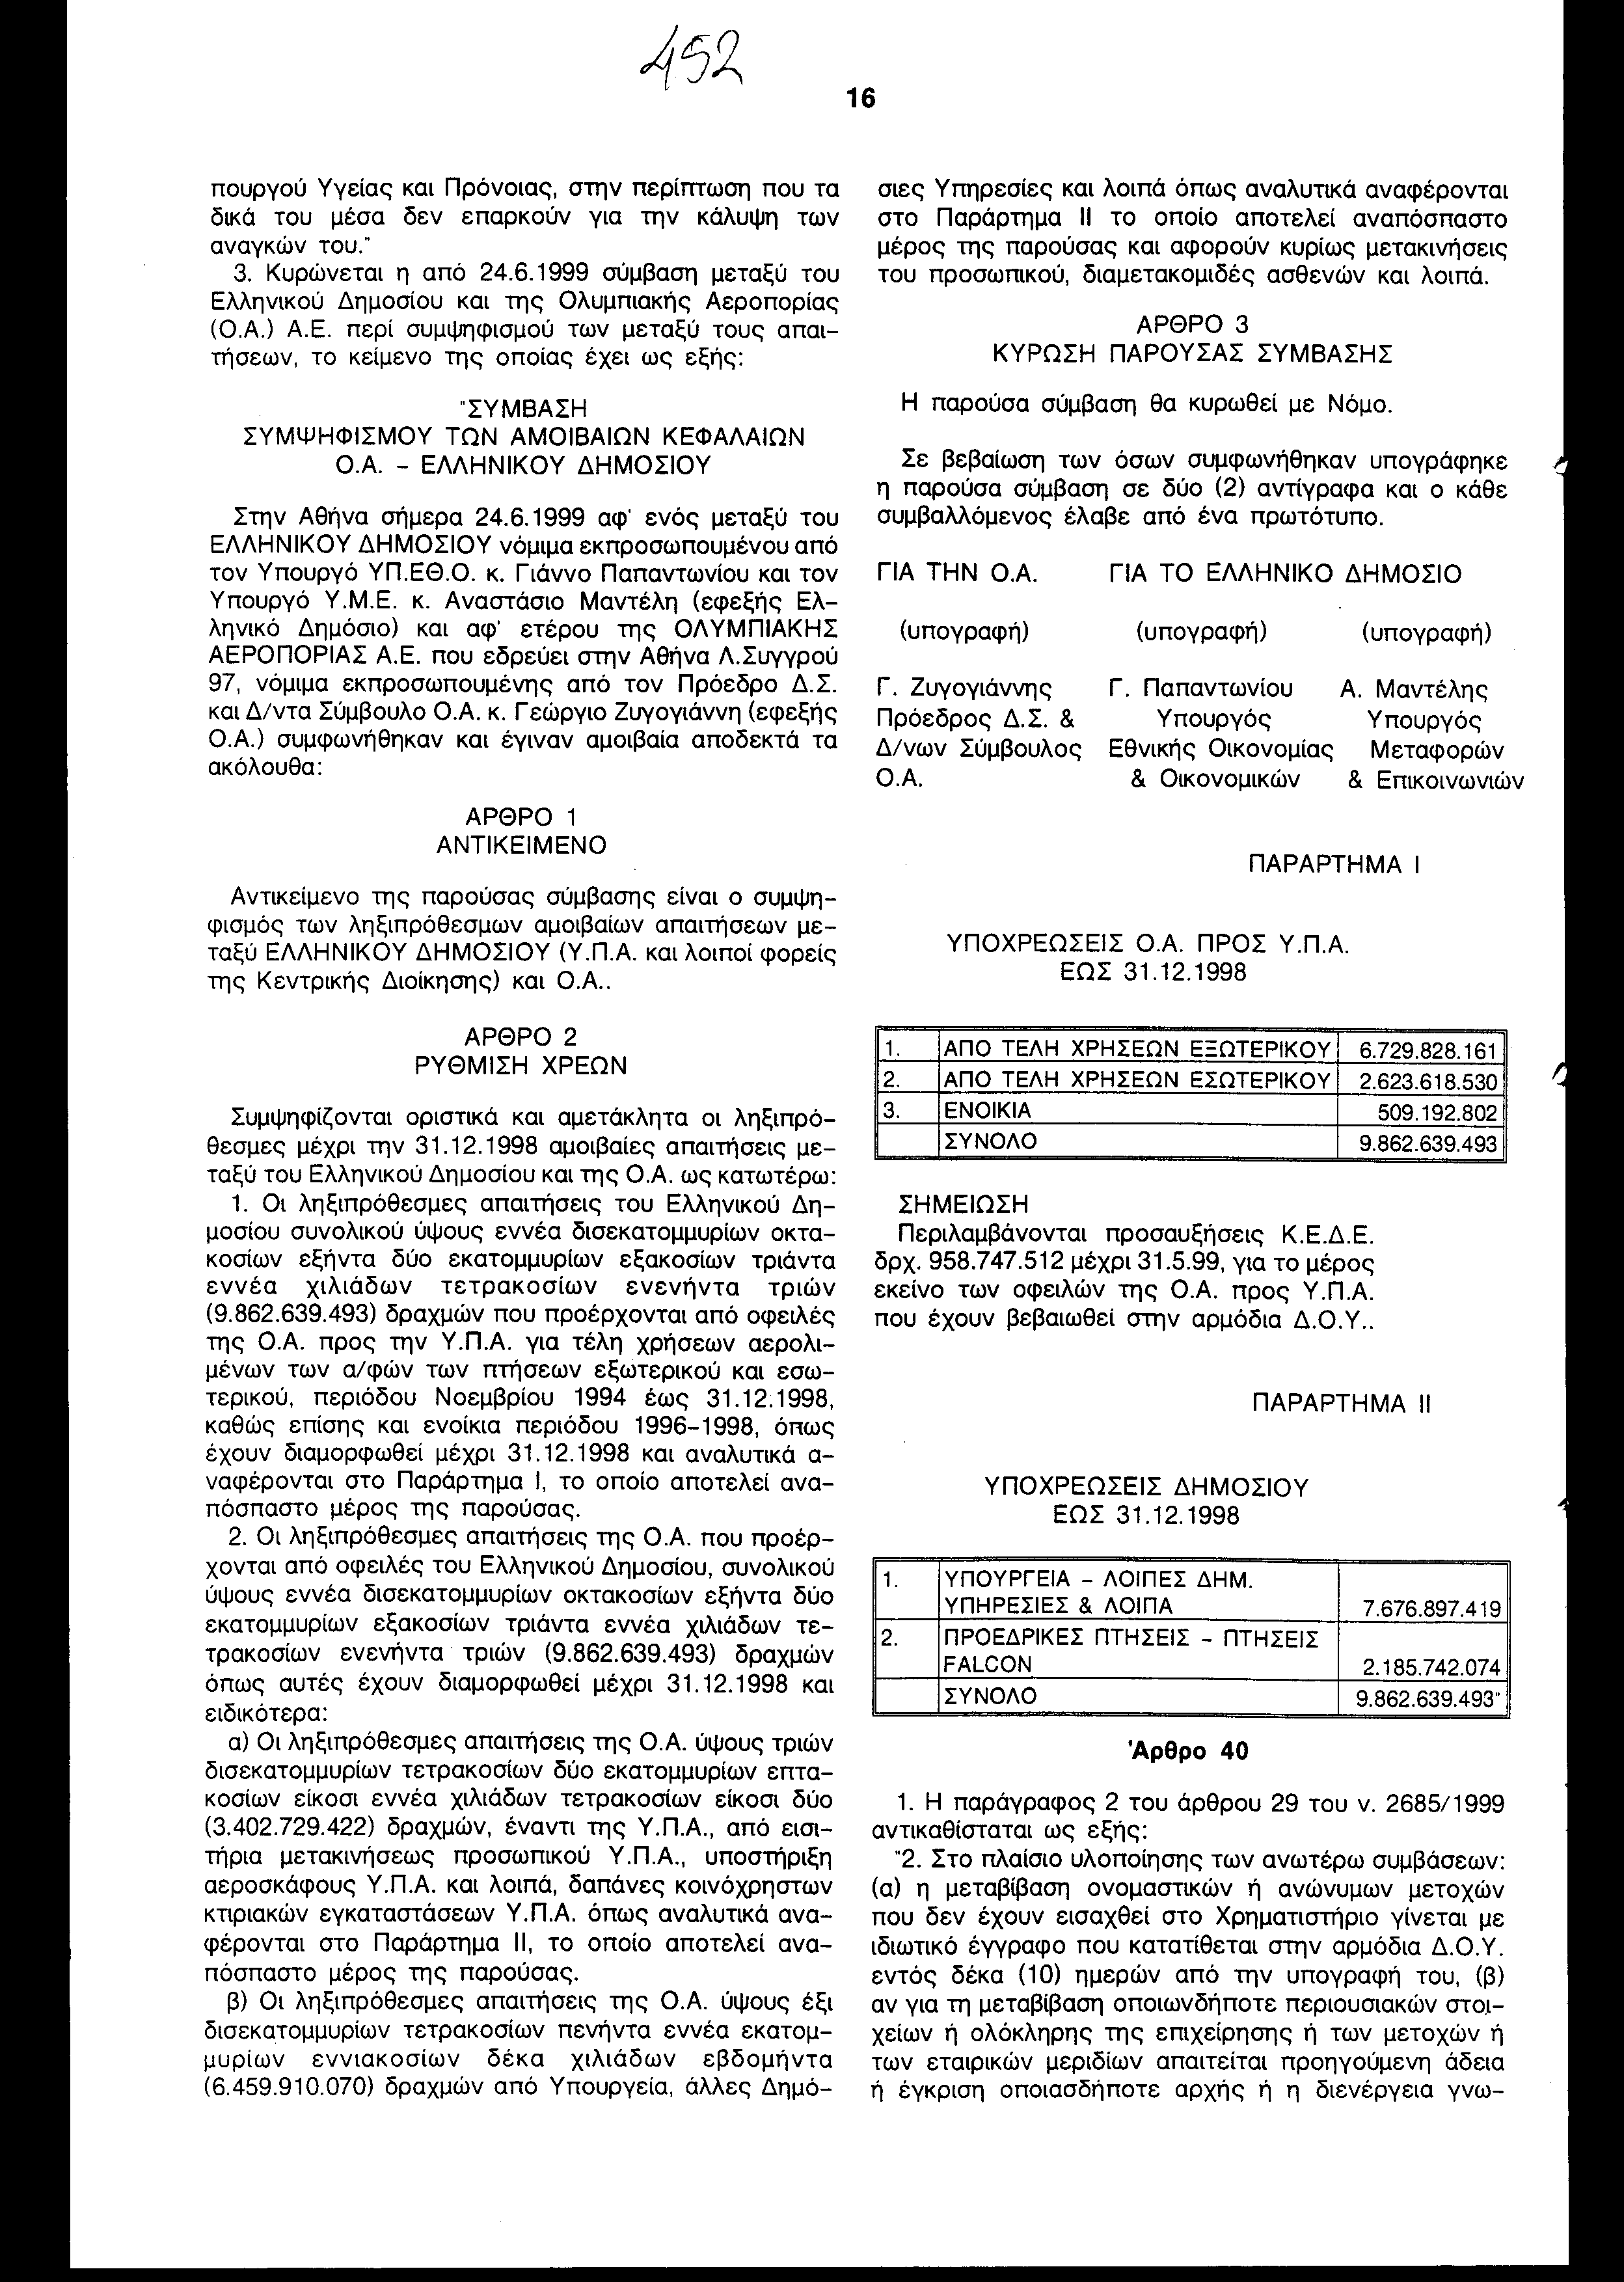 452
16
πουργού Υγείας και Πρόνοιας, στην περίπτωση που τα
δικά του μέσα δεν επαρκούν για την κάλυψη των
αναγκών του."
3. Κυρώνεται η από 24.6.1999 σύμβαση μεταξύ του
Ελληνικού Δημοσίου και της Ολυμπιακής Αεροπορίας
(Ο.Α.) Α.Ε. περί συμψηφισμού των μεταξύ τους απαι–
τήσεων, το κείμενο της οποίας έχει ως εξής:
"ΣΥΜΒΑΣΗ
ΣΥΜΨΗΦΙΣΜΟΥ ΤΩΝ ΑΜΟΙΒΑΙΩΝ ΚΕΦΑΛΑΙΩΝ
Ο.Α. – ΕΛΛΗΝΙΚΟΥ ΔΗΜΟΣΙΟΥ
Στην Αθήνα σήμερα 24.6.1999 αφ' ενός μεταξύ του
ΕΛΛΗΝΙΚΟΥ ΔΗΜΟΣΙΟΥ νόμιμα εκπροσωπουμένου από
τον Υπουργό ΥΠ.ΕΘ.Ο. κ. Γιάννο Παπαντωνίου και τον
Υπουργό Υ.Μ.Ε. κ. Αναστάσιο Μαντέλη (εφεξής Ελ–
ληνικό Δημόσιο) και αφ' ετέρου της ΟΛΥΜΠΙΑΚΗΣ
ΑΕΡΟΠΟΡΙΑΣ Α.Ε. που εδρεύει στην Αθήνα Λ.Συγγρού
97, νόμιμα εκπροσωπουμένης από τον Πρόεδρο Δ.Σ.
και Δ/ντα Σύμβουλο Ο.Α. κ. Γεώργιο Ζυγογιάννη (εφεξής
Ο.Α.) συμφωνήθηκαν και έγιναν αμοιβαία αποδεκτά τα
ακόλουθα:
ΑΡΘΡΟ 1
ΑΝΤΙΚΕΙΜΕΝΟ
Αντικείμενο της παρούσας σύμβασης είναι ο συμψη–
φισμός των ληξιπρόθεσμων αμοιβαίων απαιτήσεων με–
ταξύ ΕΛΛΗΝΙΚΟΥ ΔΗΜΟΣΙΟΥ (Υ.Π.Α. και λοιποί φορείς
της Κεντρικής Διοίκησης) και Ο.Α..
ΑΡΘΡΟ 2
ΡΥΘΜΙΣΗ ΧΡΕΩΝ
Συμψηφίζονται οριστικά και αμετάκλητα οι ληξιπρό–
θεσμες μέχρι την 31.12.1998 αμοιβαίες απαιτήσεις με–
ταξύ του Ελληνικού Δημοσίου και της Ο.Α. ως κατωτέρω:
1. Οι ληξιπρόθεσμες απαιτήσεις του Ελληνικού Δη–
μοσίου συνολικού ύψους εννέα δισεκατομμυρίων οκτα–
κοσίων εξήντα δύο εκατομμυρίων εξακοσίων τριάντα
εννέα χιλιάδων τετρακοσίων ενενήντα τριών
(9.862.639.493) δραχμών που προέρχονται από οφειλές
της Ο.Α. προς την Υ.Π.Α. για τέλη χρήσεων αερολι–
μένων των α/φών των πτήσεων εξωτερικού και εσω–
τερικού, περιόδου Νοεμβρίου 1994 έως 31.12.1998,
καθώς επίσης και ενοίκια περιόδου 1996–1998, όπως
έχουν διαμορφωθεί μέχρι 31.12.1998 και αναλυτικά α–
ναφέρονται στο Παράρτημα Ι, το οποίο αποτελεί ανα–
πόσπαστο μέρος της παρούσας.
2. Οι ληξιπρόθεσμες απαιτήσεις της Ο.Α. που προέρ–
χονται από οφειλές του Ελληνικού Δημοσίου, συνολικού
ύψους εννέα δισεκατομμυρίων οκτακοσίων εξήντα δύο
εκατομμυρίων εξακοσίων τριάντα εννέα χιλιάδων τε–
τρακοσίων ενενήντα τριών (9.862.639.493) δραχμών
όπως αυτές έχουν διαμορφωθεί μέχρι 31.12.1998 και
ειδικότερα:
α) Οι ληξιπρόθεσμες απαιτήσεις της Ο.Α. ύψους τριών
δισεκατομμυρίων τετρακοσίων δύο εκατομμυρίων επτα–
κοσίων είκοσι εννέα χιλιάδων τετρακοσίων είκοσι δύο
(3.402.729.422) δραχμών, έναντι της Υ.Π.Α., από εισι–
τήρια μετακινήσεως προσωπικού Υ.Π.Α., υποστήριξη
αεροσκάφους Υ.Π.Α. και λοιπά, δαπάνες κοινόχρηστων
κτιριακών εγκαταστάσεων Υ.Π.Α. όπως αναλυτικά ανα–
φέρονται στο Παράρτημα ΙΙ, το οποίο αποτελεί ανα–
πόσπαστο μέρος της παρούσας.
β) Οι ληξιπρόθεσμες απαιτήσεις της Ο.Α. ύψους έξι
δισεκατομμυρίων τετρακοσίων πενήντα εννέα εκατομ–
μυρίων εννιακοσίων δέκα χιλιάδων εβδομήντα
(6.459.910.070) δραχμών από Υπουργεία, άλλες Δημό–
σιες Υπηρεσίες και λοιπά όπως αναλυτικά αναφέρονται
στο Παράρτημα ΙΙ το οποίο αποτελεί αναπόσπαστο
μέρος της παρούσας και αφορούν κυρίως μετακινήσεις
του προσωπικού, διαμετακομιδές ασθενών και λοιπά.
ΑΡΘΡΟ 3
ΚΥΡΩΣΗ ΠΑΡΟΥΣΑΣ ΣΥΜΒΑΣΗΣ
Η παρούσα σύμβαση θα κυρωθεί με Νόμο.
Σε βεβαίωση των όσων συμφωνήθηκαν υπογράφηκε
η παρούσα σύμβαση σε δύο (2) αντίγραφα και ο κάθε
συμβαλλόμενος έλαβε από ένα πρωτότυπο.
ΓΙΑ ΤΗΝ Ο.Α. ΓΙΑ ΤΟ ΕΛΛΗΝΙΚΟ ΔΗΜΟΣΙΟ
(υπογραφή) (υπογραφή) (υπογραφή)
Γ. Ζυγογιάννης Γ. Παπαντωνίου Α. Μαντέλης
Πρόεδρος Δ.Σ. & Υπουργός Υπουργός
Δ/νων Σύμβουλος Εθνικής Οικονομίας Μεταφορών
Ο.Α. & Οικονομικών & Επικοινωνιών
ΠΑΡΑΡΤΗΜΑ Ι
ΥΠΟΧΡΕΩΣΕΙΣ Ο.Α. ΠΡΟΣ Υ.Π.Α.
ΕΩΣ 31.12.1998
1. ΑΠΟ ΤΕΛΗ ΧΡΗΣΕΩΝ ΕΞΩΤΕΡΙΚΟΥ 6.729.828.161
2. ΑΠΟ ΤΕΛΗ ΧΡΗΣΕΩΝ ΕΣΩΤΕΡΙΚΟΥ 2.623.618.530
3. ΕΝΟΙΚΙΑ 509.192.802
ΣΥΝΟΛΟ 9.862.639.493
ΣΗΜΕΙΩΣΗ
Περιλαμβάνονται προσαυξήσεις Κ.Ε.Δ.Ε.
δρχ. 958.747.512 μέχρι 31.5.99, για το μέρος
εκείνο των οφειλών της Ο.Α. προς Υ.Π.Α.
που έχουν βεβαιωθεί στην αρμόδια Δ.Ο.Υ..
ΠΑΡΑΡΤΗΜΑ ΙΙ
ΥΠΟΧΡΕΩΣΕΙΣ ΔΗΜΟΣΙΟΥ
ΕΩΣ 31.12.1998
1. ΥΠΟΥΡΓΕΙΑ – ΛΟΙΠΕΣ ΔΗΜ.
ΥΠΗΡΕΣΙΕΣ & ΛΟΙΠΑ 7.676.897.419
2. ΠΡΟΕΔΡΙΚΕΣ ΠΤΗΣΕΙΣ – ΠΤΗΣΕΙΣ
FALCON 2.185.742.074
ΣΥΝΟΛΟ 9.862.639.493"
Άρθρο 40
1. Η παράγραφος 2 του άρθρου 29 του ν. 2685/1999
αντικαθίσταται ως εξής:
"2. Στο πλαίσιο υλοποίησης των ανωτέρω συμβάσεων:
(α) η μεταβίβαση ονομαστικών ή ανώνυμων μετοχών
που δεν έχουν εισαχθεί στο Χρηματιστήριο γίνεται με
ιδιωτικό έγγραφο που κατατίθεται στην αρμόδια Δ.Ο.Υ.
εντός δέκα (10) ημερών από την υπογραφή του, (β)
αν για τη μεταβίβαση οποιωνδήποτε περιουσιακών στοι–
χείων ή ολόκληρης της επιχείρησης ή των μετοχών ή
των εταιρικών μεριδίων απαιτείται προηγούμενη άδεια
ή έγκριση οποιασδήποτε αρχής ή η διενέργεια γνω–